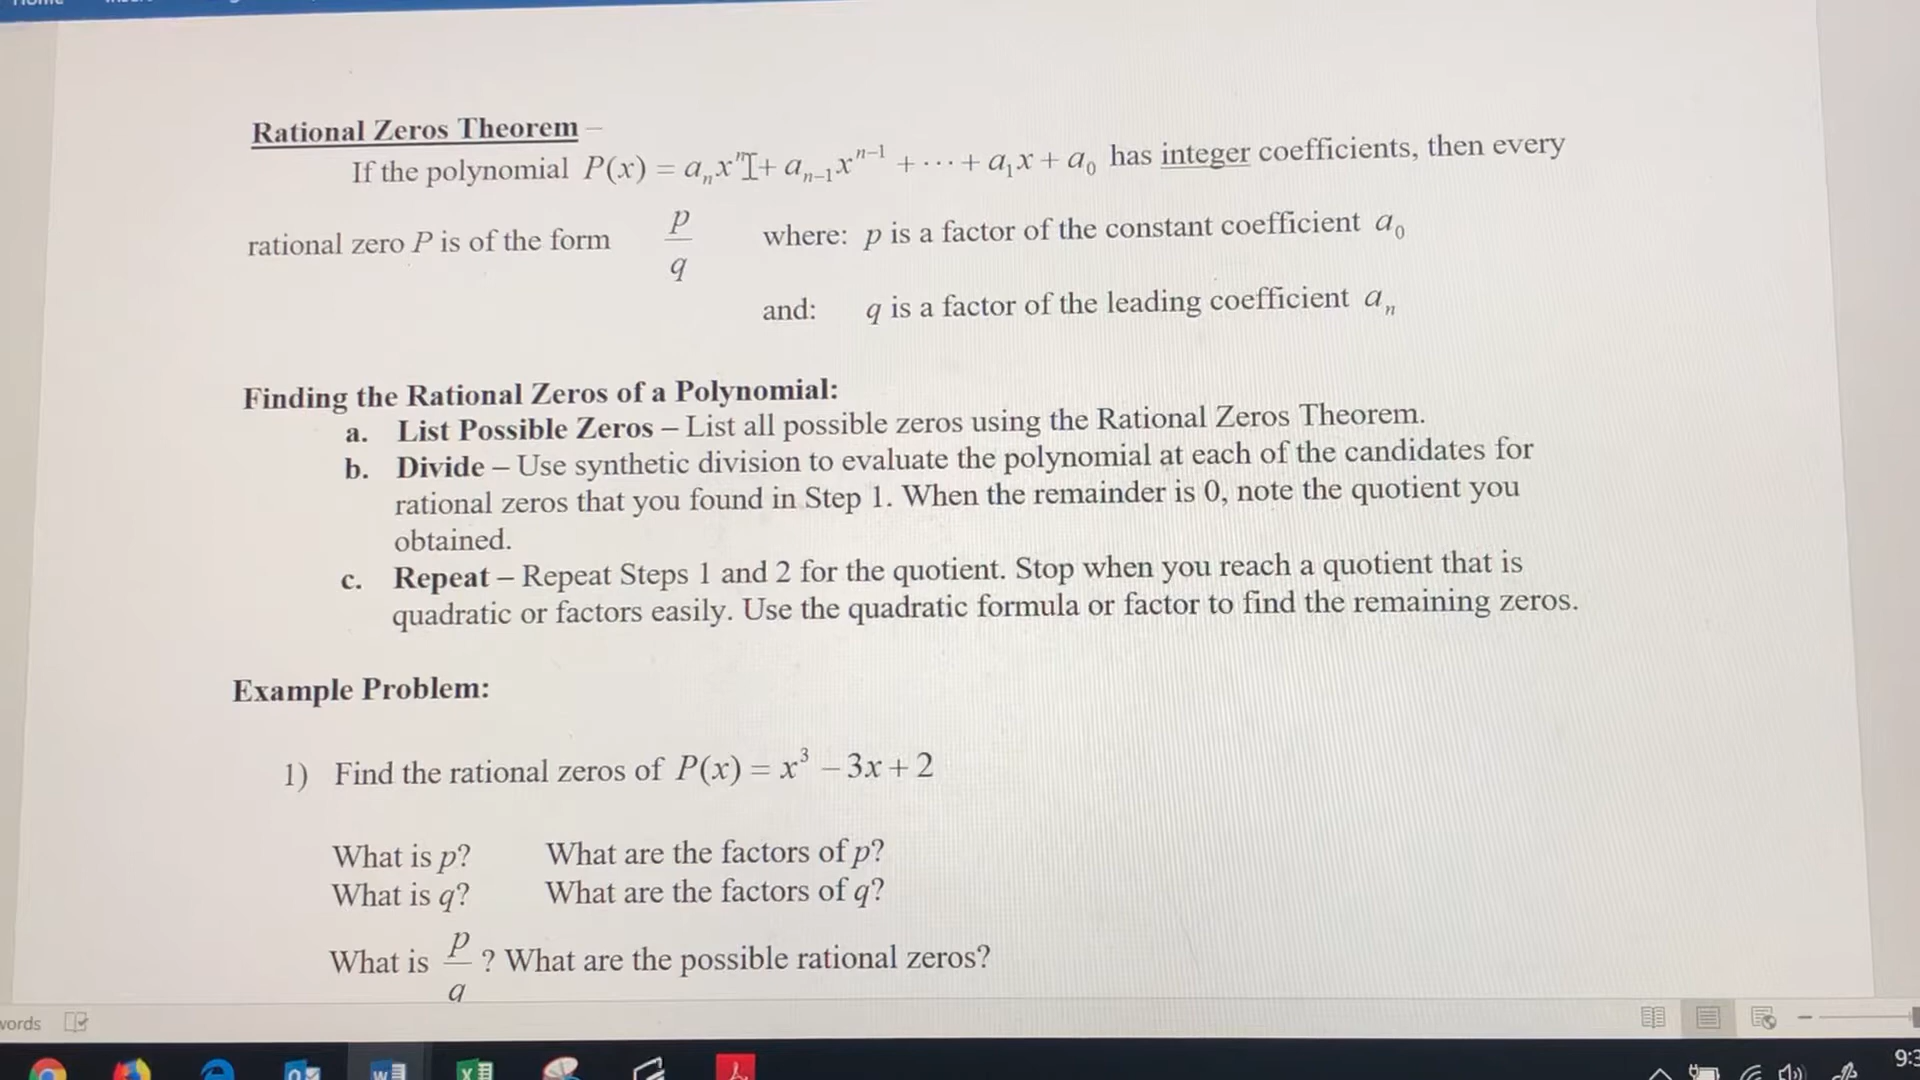 Rational Zeros Theorem –
If the polynomial P(x) = aₙxⁿ + aₙ₋₁xⁿ⁻¹ + ⋯ + a₁x + a₀ has integer coefficients, then every
rational zero P is of the form p/q where: p is a factor of the constant coefficient a₀
and: q is a factor of the leading coefficient aₙ
Finding the Rational Zeros of a Polynomial:
a. List Possible Zeros – List all possible zeros using the Rational Zeros Theorem.
b. Divide – Use synthetic division to evaluate the polynomial at each of the candidates for
rational zeros that you found in Step 1. When the remainder is 0, note the quotient you
obtained.
c. Repeat – Repeat Steps 1 and 2 for the quotient. Stop when you reach a quotient that is
quadratic or factors easily. Use the quadratic formula or factor to find the remaining zeros.
Example Problem:
1) Find the rational zeros of P(x) = x³ – 3x + 2
What is p? What are the factors of p?
What is q? What are the factors of q?
What is p/q ? What are the possible rational zeros?
words